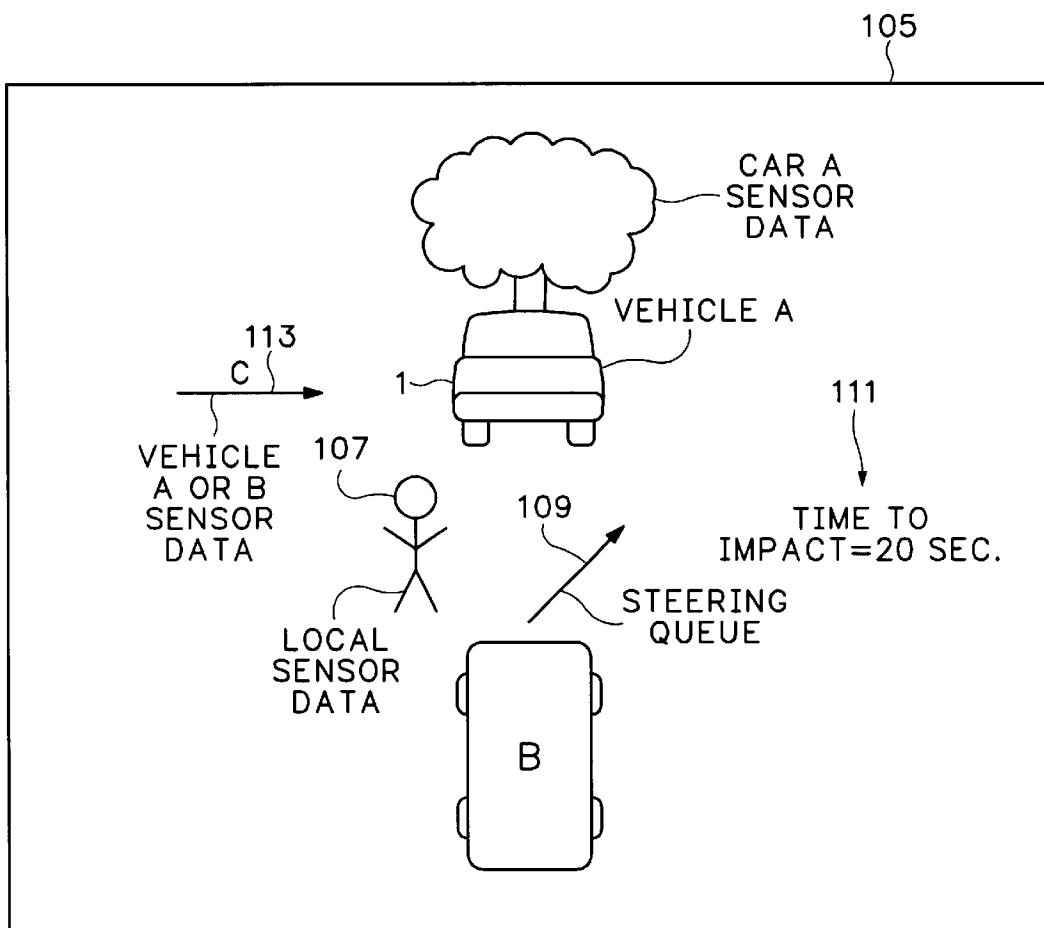 105
CAR A
SENSOR
DATA
VEHICLE A
113
C
1
111
VEHICLE
A OR B
SENSOR
DATA
107
109
TIME TO
IMPACT=20 SEC.
STEERING
QUEUE
LOCAL
SENSOR
DATA
B